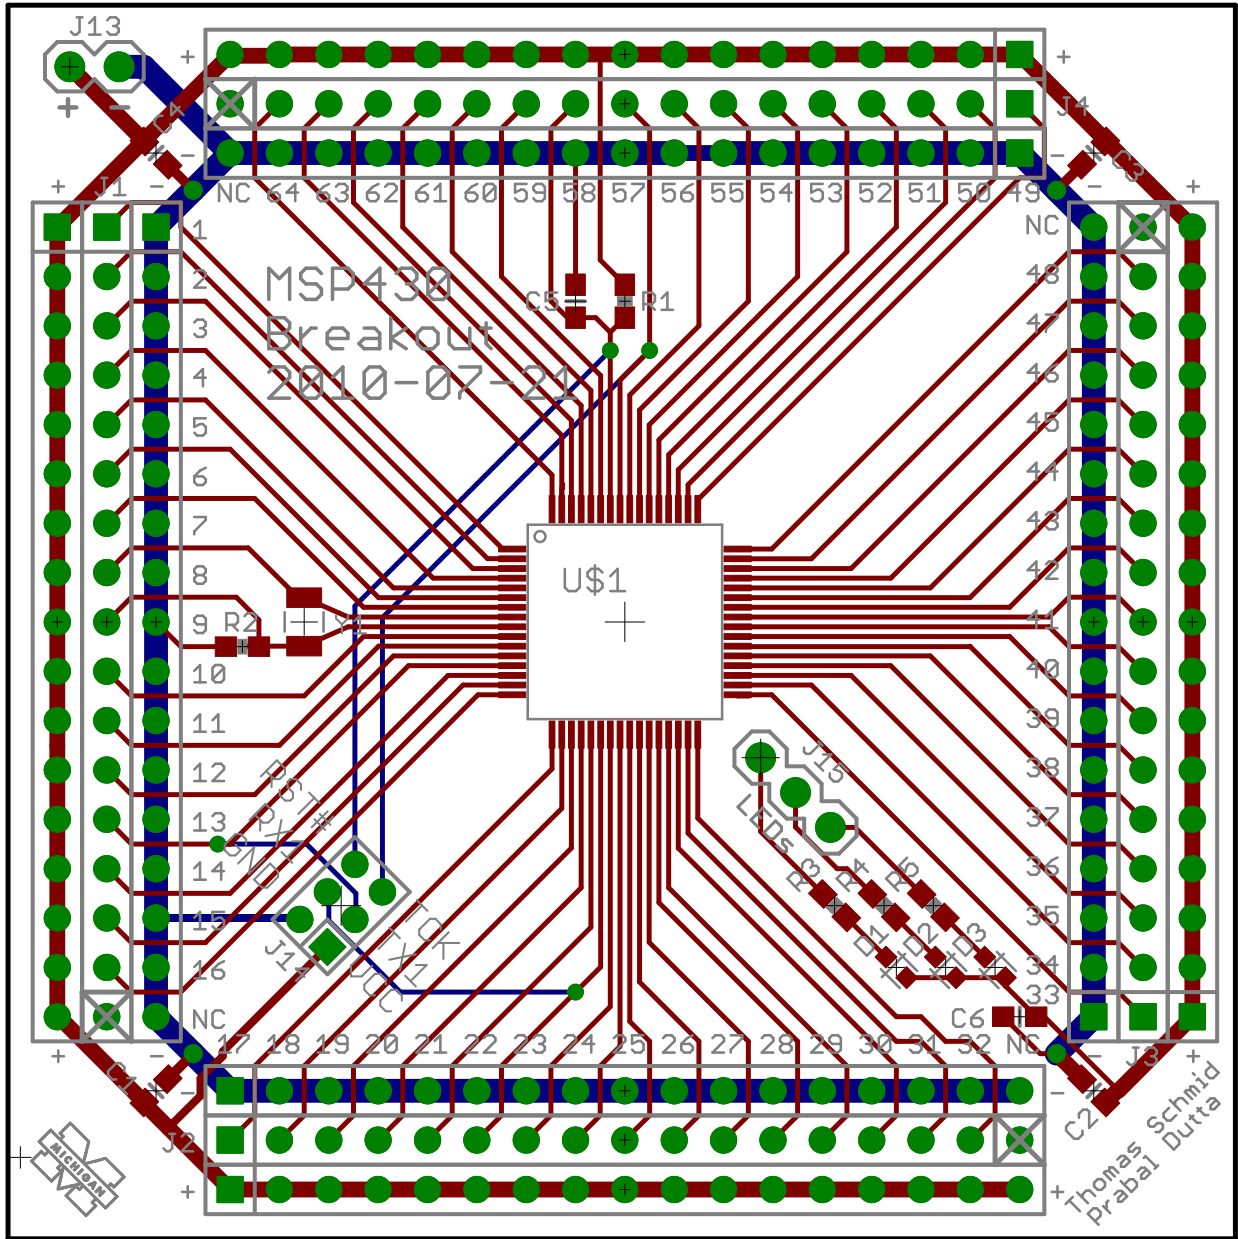 J13
+ -
C4
+ J4
- C3
+ J1 - NC 64 63 62 61 60 59 58 57 56 55 54 53 52 51 50 49 - +
1 NC
2 48
3 47
4 46
5 45
6 44
7 43
8 42
9 41
10 40
11 39
12 38
13 37
14 36
15 35
16 34
NC 33
MSP430
Breakout
2010-07-21
C5 R1
U$1
R2 Y1
RST#
RX1
GND
TCK
TX1
VCC
J14
J15
LEDs
R3 R4 R6
D1 D2 D3
C6 NC
17 18 19 20 21 22 23 24 25 26 27 28 29 30 31 32
+ - C1
- J3 +
C2
J2
- -
+ +
MICHIGAN
Thomas Schmid
Prabal Dutta